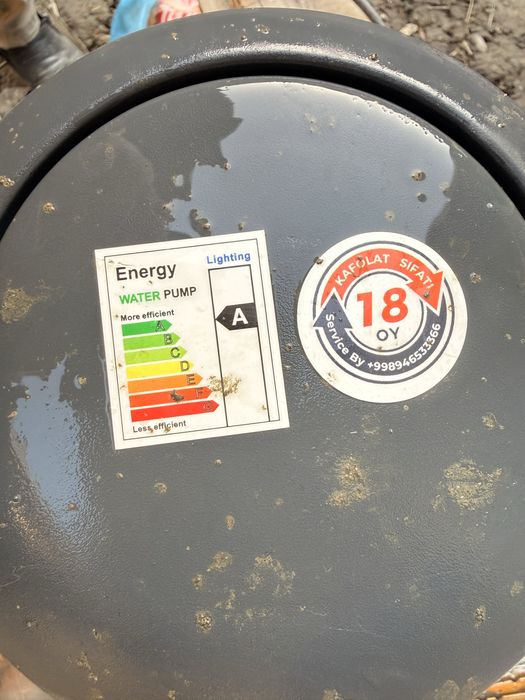 Energy
Lighting
WATER PUMP
More efficient
A
A
B
C
D
E
F
G
Less efficient
KAFOLAT SIFATI
18
OY
Service By +998946533366